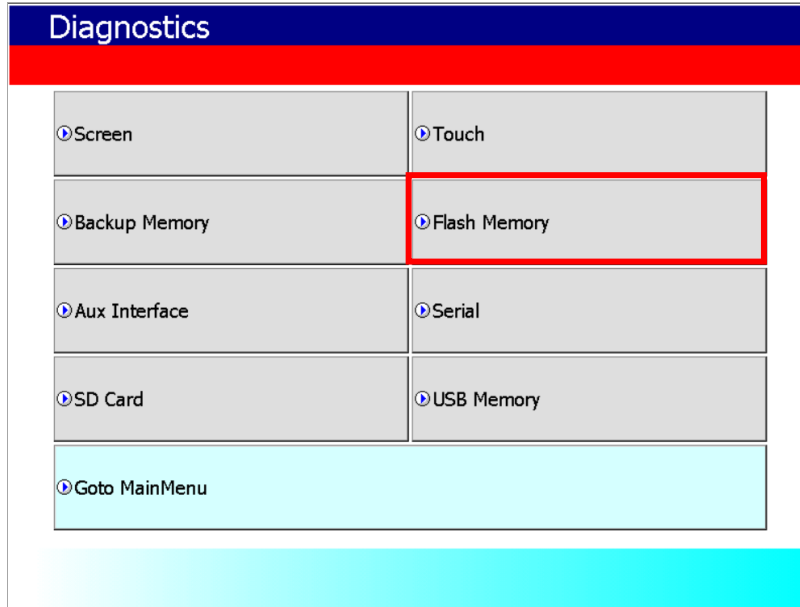 Diagnostics
Screen
Touch
Backup Memory
Flash Memory
Aux Interface
Serial
SD Card
USB Memory
Goto MainMenu